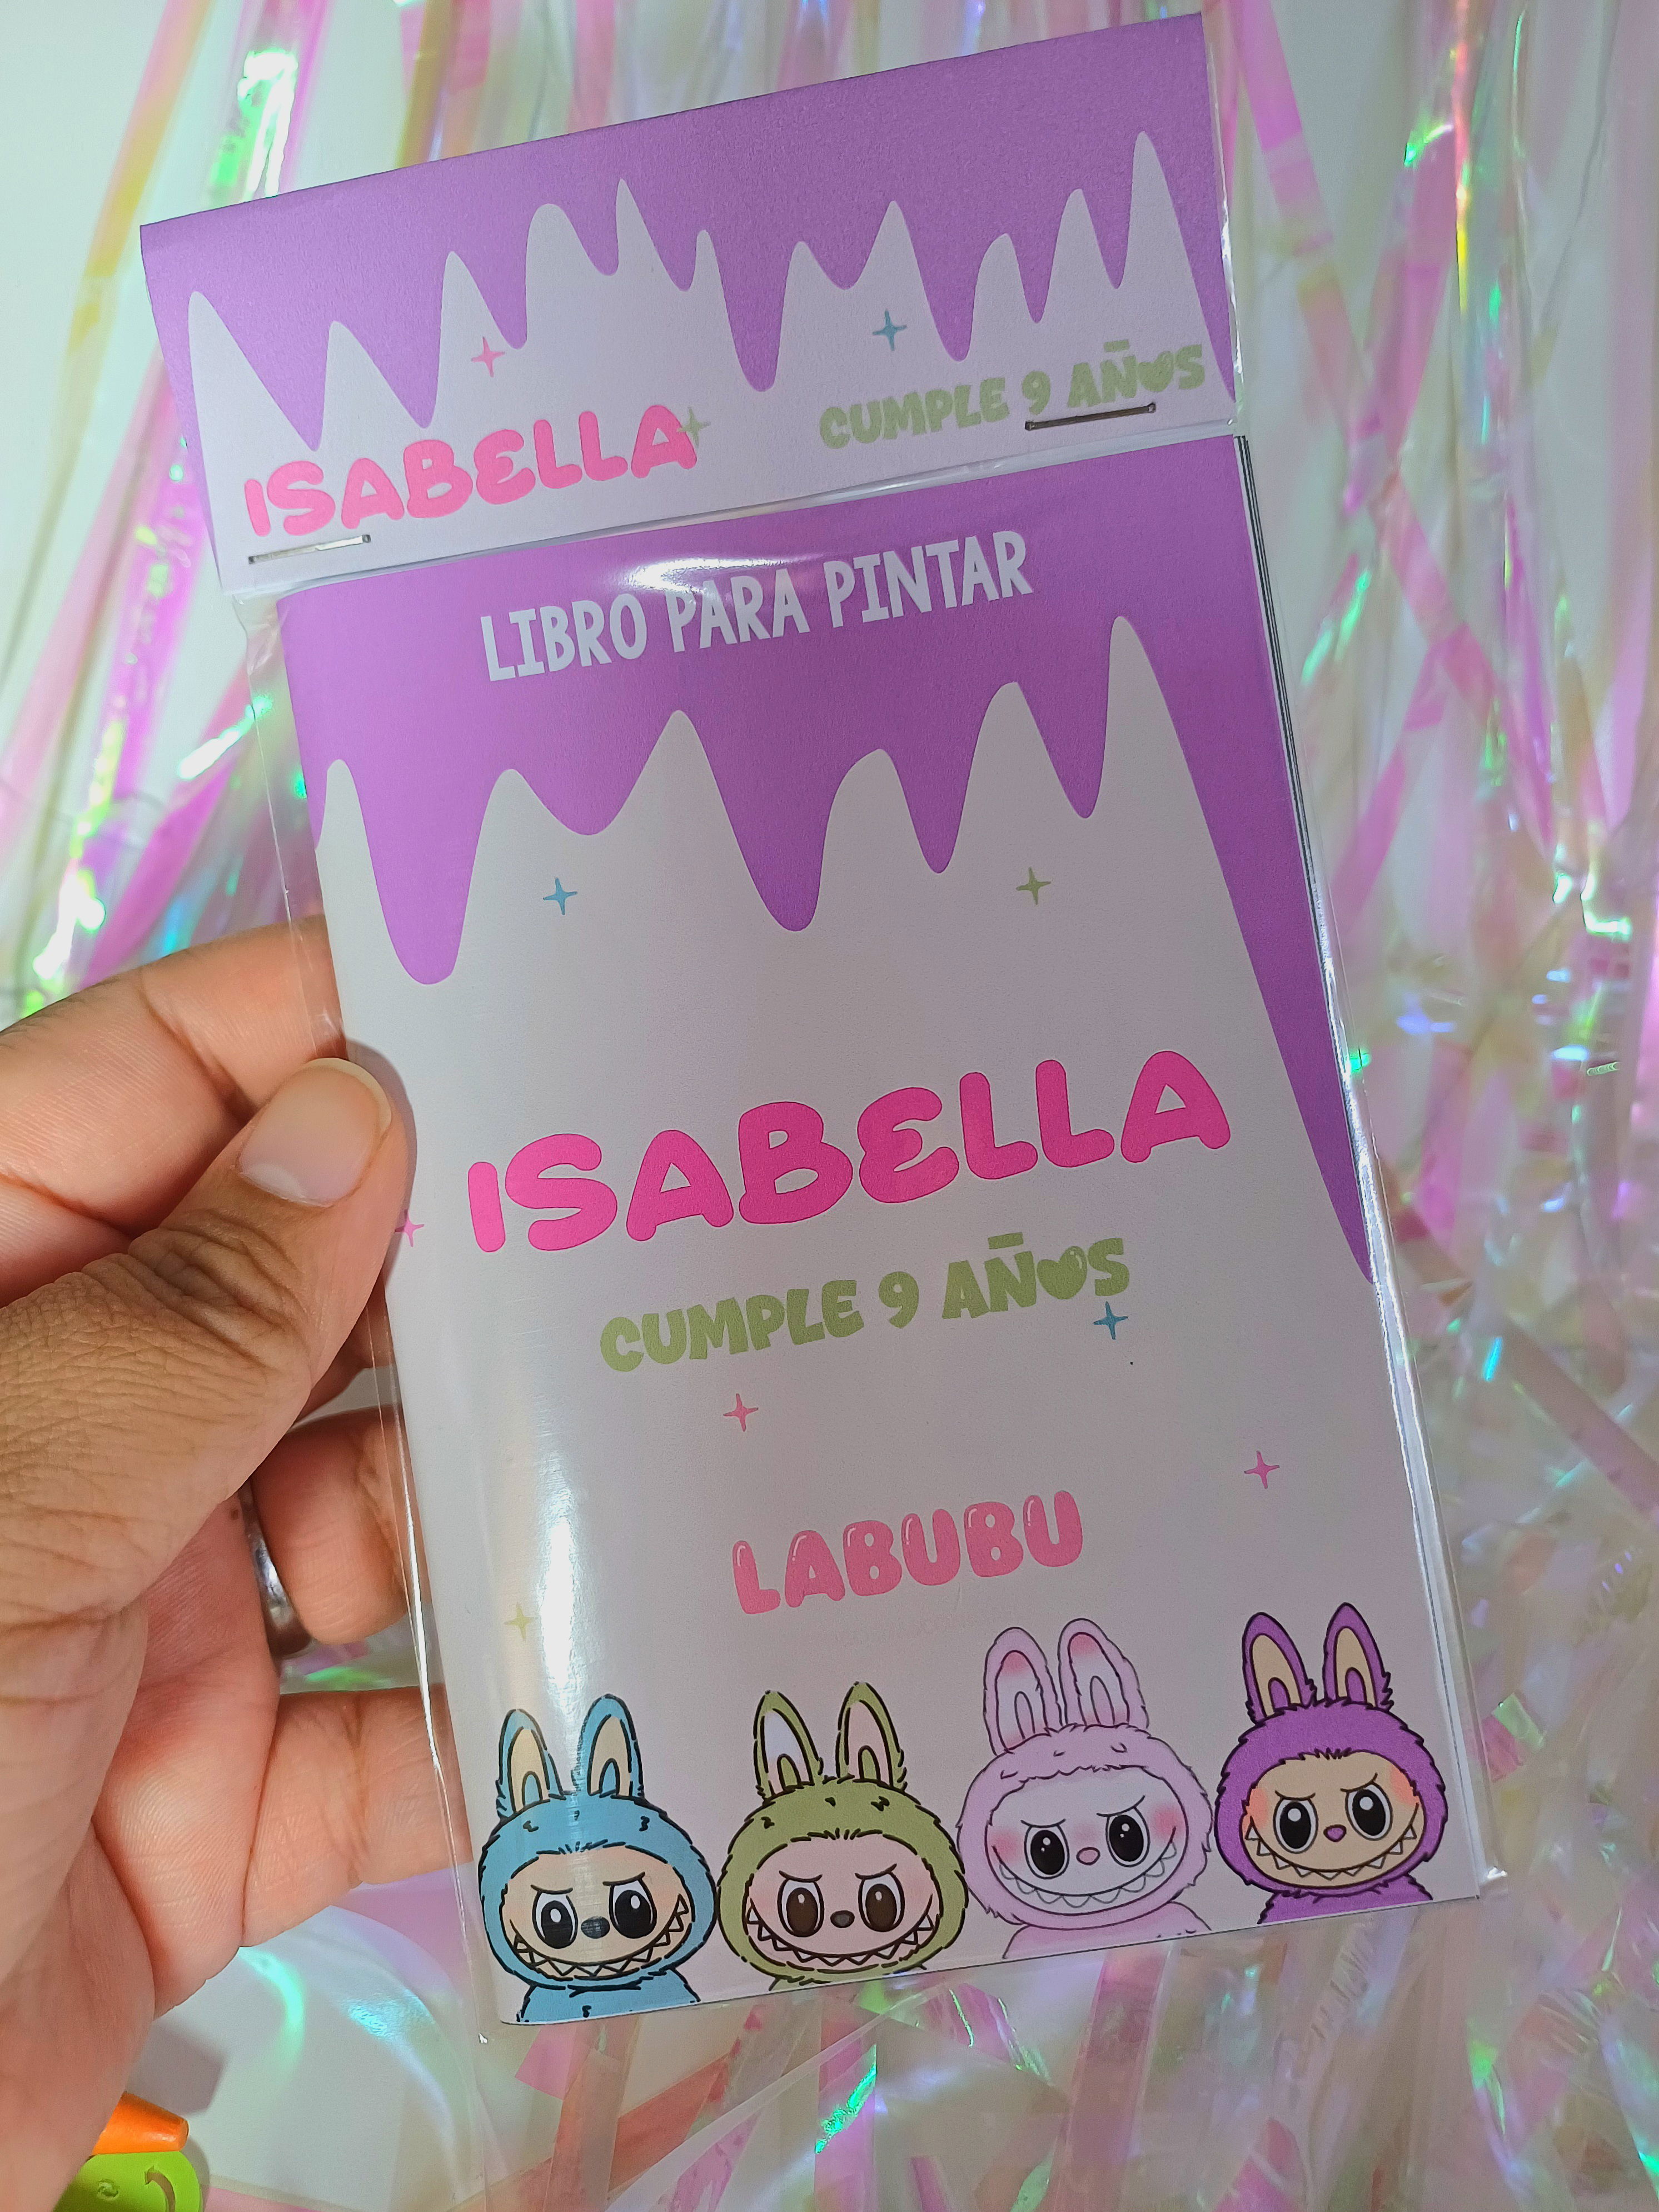 ISABELLA
CUMPLE 9 AÑOS
LIBRO PARA PINTAR
ISABELLA
CUMPLE 9 AÑOS
LABUBU